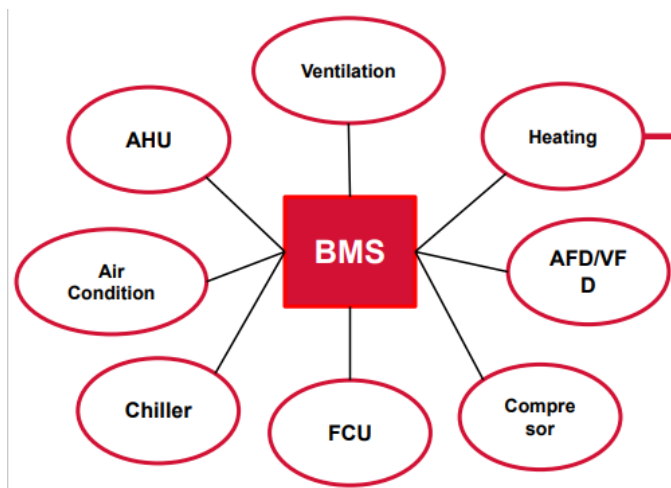 Ventilation
AHU
Heating
BMS
AFD/VF
D
Air
Condition
Chiller
FCU
Compre
sor